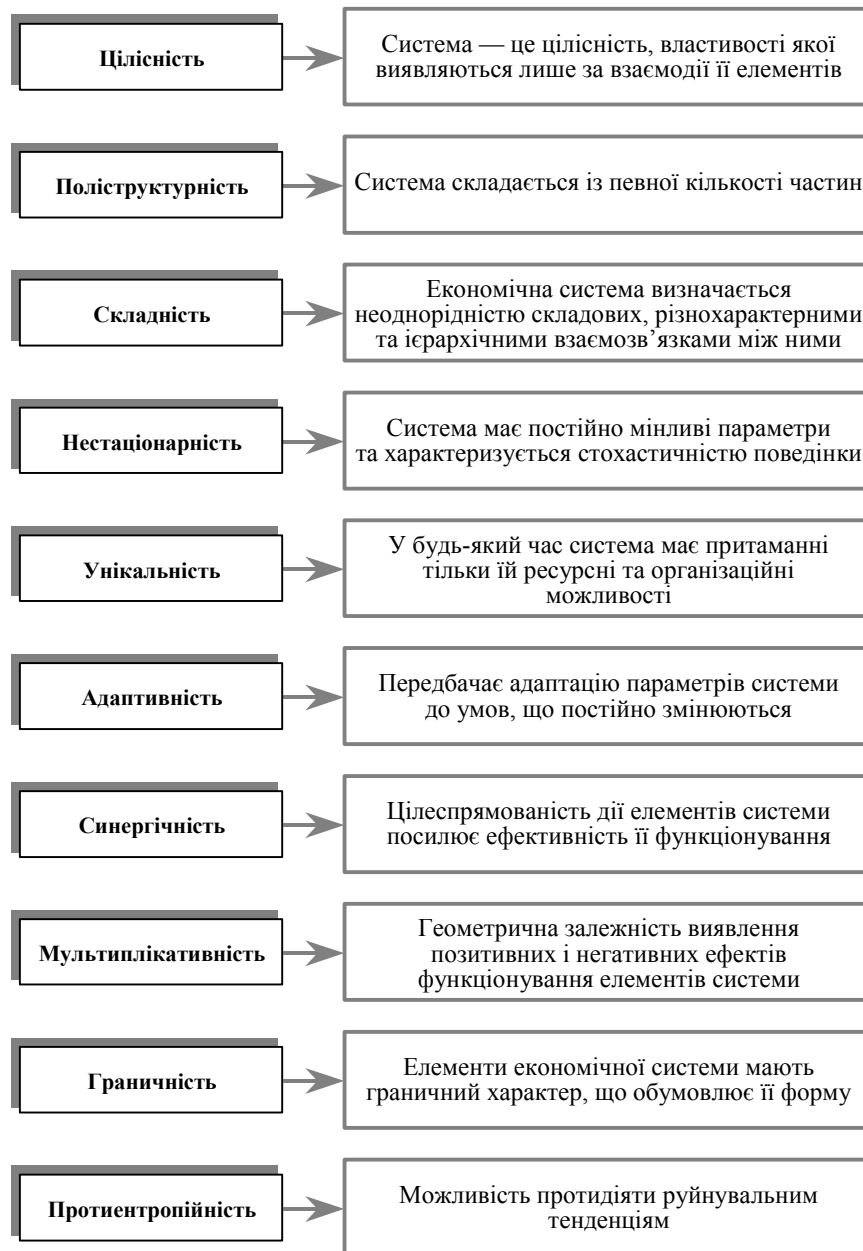 Цілісність
Система — це цілісність, властивості якої
виявляються лише за взаємодії її елементів
Поліструктурність
Система складається із певної кількості частин
Складність
Економічна система визначається
неоднорідністю складових, різнохарактерними
та ієрархічними взаємозв’язками між ними
Нестаціонарність
Система має постійно мінливі параметри
та характеризується стохастичністю поведінки
Унікальність
У будь-який час система має притаманні
тільки їй ресурсні та організаційні
можливості
Адаптивність
Передбачає адаптацію параметрів системи
до умов, що постійно змінюються
Синергічність
Цілеспрямованість дії елементів системи
посилює ефективність її функціонування
Мультиплікативність
Геометрична залежність виявлення
позитивних і негативних ефектів
функціонування елементів системи
Граничність
Елементи економічної системи мають
граничний характер, що обумовлює її форму
Протиентропійність
Можливість протидіяти руйнувальним
тенденціям